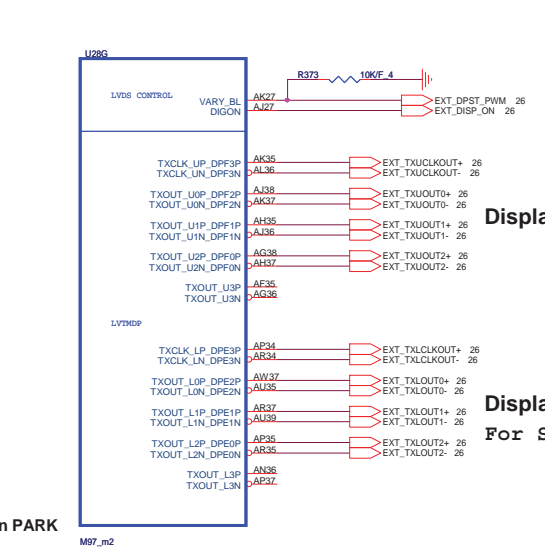 U28G
R373 10K/F_4
LVDS CONTROL
VARY_BL AK27 EXT_DPST_PWM 26
DIGON AJ27 EXT_DISP_ON 26
TXCLK_UP_DPF3P AK35 EXT_TXUCLKOUT+ 26
TXCLK_UN_DPF3N AL36 EXT_TXUCLKOUT- 26
TXOUT_U0P_DPF2P AJ38 EXT_TXUOUT0+ 26
TXOUT_U0N_DPF2N AK37 EXT_TXUOUT0- 26
Displa
TXOUT_U1P_DPF1P AH35 EXT_TXUOUT1+ 26
TXOUT_U1N_DPF1N AJ36 EXT_TXUOUT1- 26
TXOUT_U2P_DPF0P AG38 EXT_TXUOUT2+ 26
TXOUT_U2N_DPF0N AH37 EXT_TXUOUT2- 26
TXOUT_U3P AF35
TXOUT_U3N AG36
LVTMDP
TXCLK_LP_DPE3P AP34 EXT_TXLCLKOUT+ 26
TXCLK_LN_DPE3N AR34 EXT_TXLCLKOUT- 26
TXOUT_L0P_DPE2P AW37 EXT_TXLOUT0+ 26
TXOUT_L0N_DPE2N AU35 EXT_TXLOUT0- 26
Displa
TXOUT_L1P_DPE1P AR37 EXT_TXLOUT1+ 26
TXOUT_L1N_DPE1N AU39 EXT_TXLOUT1- 26
For S
TXOUT_L2P_DPE0P AP35 EXT_TXLOUT2+ 26
TXOUT_L2N_DPE0N AR35 EXT_TXLOUT2- 26
TXOUT_L3P AN36
TXOUT_L3N AP37
n PARK
M97_m2